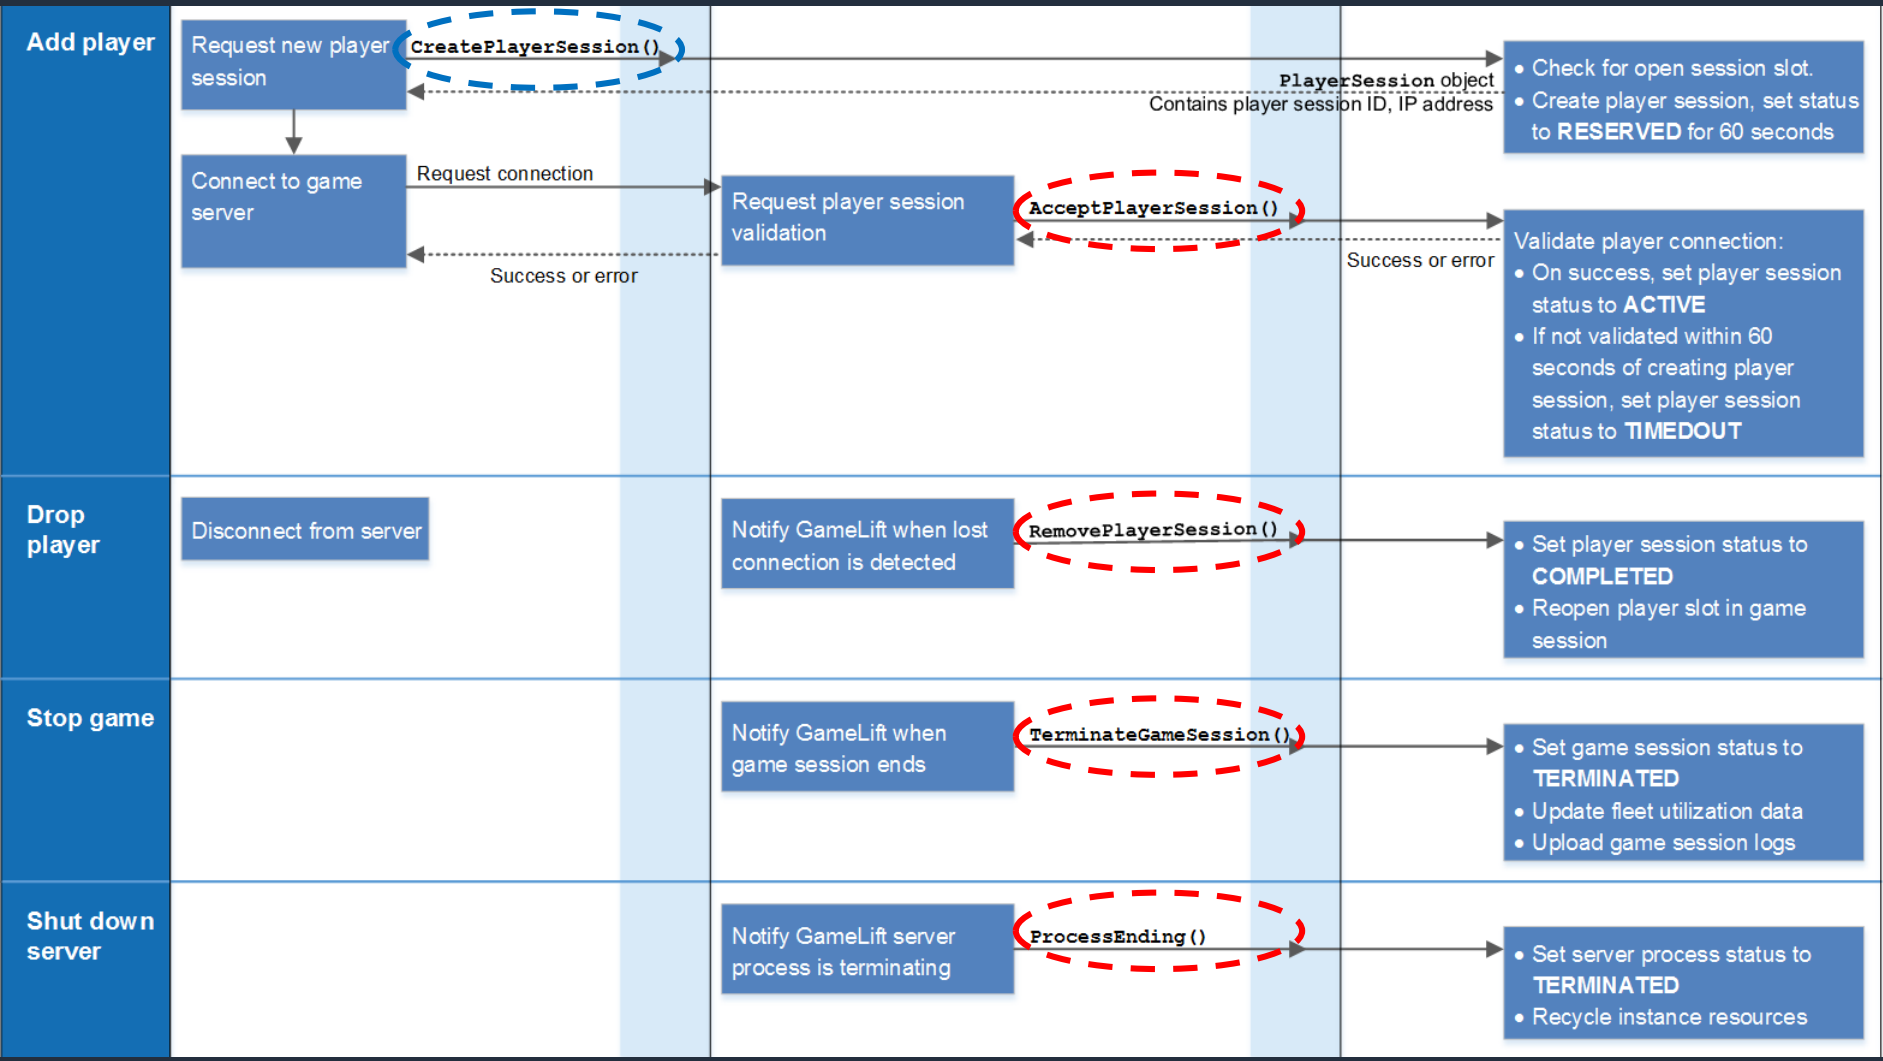 Add player
Request new player
session
CreatePlayerSession()
PlayerSession object
Contains player session ID, IP address
• Check for open session slot.
• Create player session, set status
to RESERVED for 60 seconds
Connect to game
server
Request connection
Success or error
Request player session
validation
AcceptPlayerSession()
Success or error
Validate player connection:
• On success, set player session
status to ACTIVE
• If not validated within 60
seconds of creating player
session, set player session
status to TIMEDOUT
Drop
player
Disconnect from server
Notify GameLift when lost
connection is detected
RemovePlayerSession()
• Set player session status to
COMPLETED
• Reopen player slot in game
session
Stop game
Notify GameLift when
game session ends
TerminateGameSession()
• Set game session status to
TERMINATED
• Update fleet utilization data
• Upload game session logs
Shut down
server
Notify GameLift server
process is terminating
ProcessEnding()
• Set server process status to
TERMINATED
• Recycle instance resources